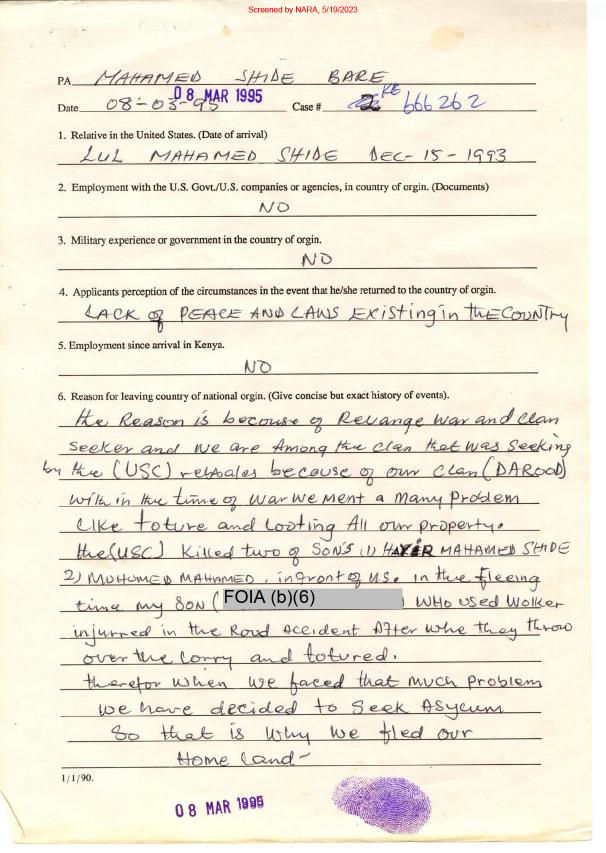 Screened by NARA, 5/19/2023
PA MAHAMED SHIDE BARE
08 MAR 1995
Date 08-03-95 Case # KE 666262
1. Relative in the United States. (Date of arrival)
LUL MAHAMED SHIDE DEC-15-1993
2. Employment with the U.S. Govt./U.S. companies or agencies, in country of orgin. (Documents)
NO
3. Military experience or government in the country of orgin.
NO
4. Applicants perception of the circumstances in the event that he/she returned to the country of orgin.
LACK of PEACE AND LAWS Existing in the COUNTry
5. Employment since arrival in Kenya.
NO
6. Reason for leaving country of national orgin. (Give concise but exact history of events).
the Reason is becouse of Revange War and Clan
seeker and we are Among the clan that was seeking
by the (USC) because of our clan (DAROOD)
with in the time of war we ment a many problem
Like toture and Looting All our property.
the (USC) Killed two of SON'S 1) MAHAMED SHIDE
2) MOHUMED MAHAMED, infront of us. in the fleeing
time my SON ( FOIA (b)(6) ) WHO used Wolker
injurred in the Road Accident After whe they throw
over the lorry and totured.
therefor when we faced that much problem
we have decided to Seek ASylum
So that is why we fled our
Home land-
1/1/90.
08 MAR 1995